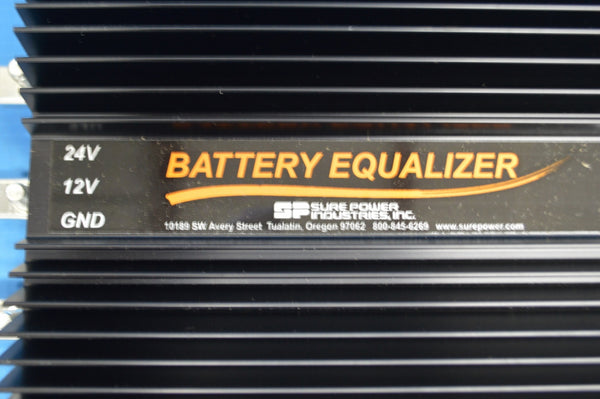 24V
12V
GND
BATTERY EQUALIZER
SP SURE POWER
INDUSTRIES, INC.
10189 SW Avery Street Tualatin, Oregon 97062 800-845-6269 www.surepower.com